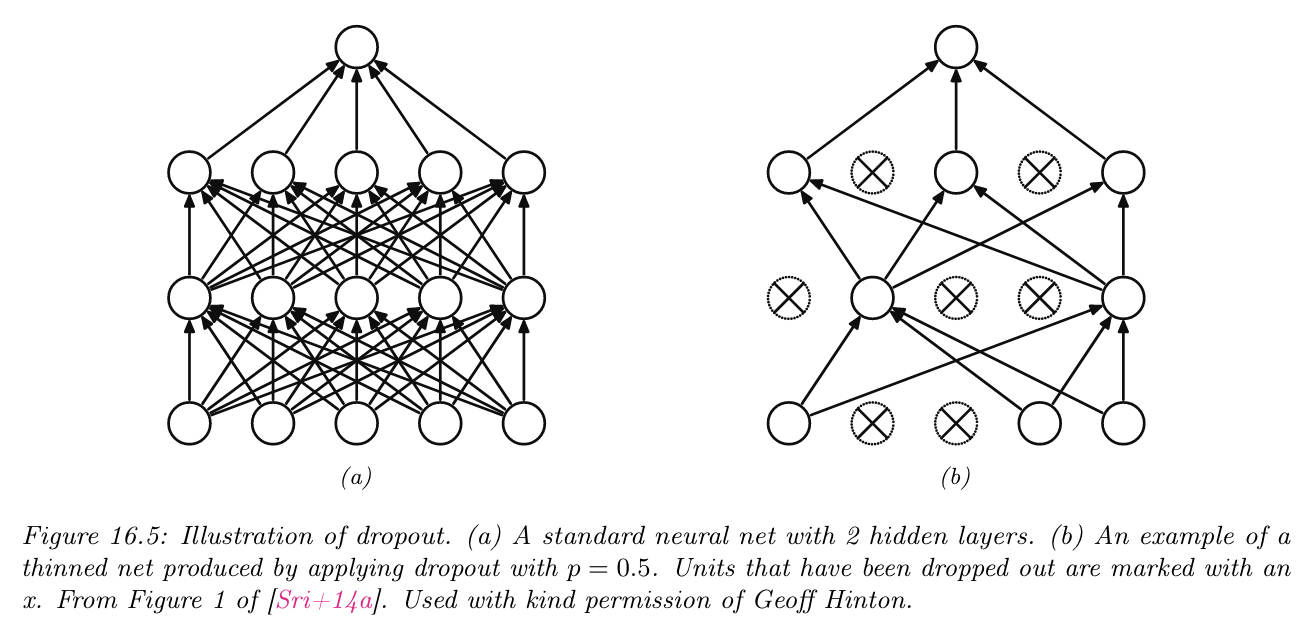 (a)
(b)
Figure 16.5: Illustration of dropout. (a) A standard neural net with 2 hidden layers. (b) An example of a
thinned net produced by applying dropout with p = 0.5. Units that have been dropped out are marked with an
x. From Figure 1 of [Sri+14a]. Used with kind permission of Geoff Hinton.